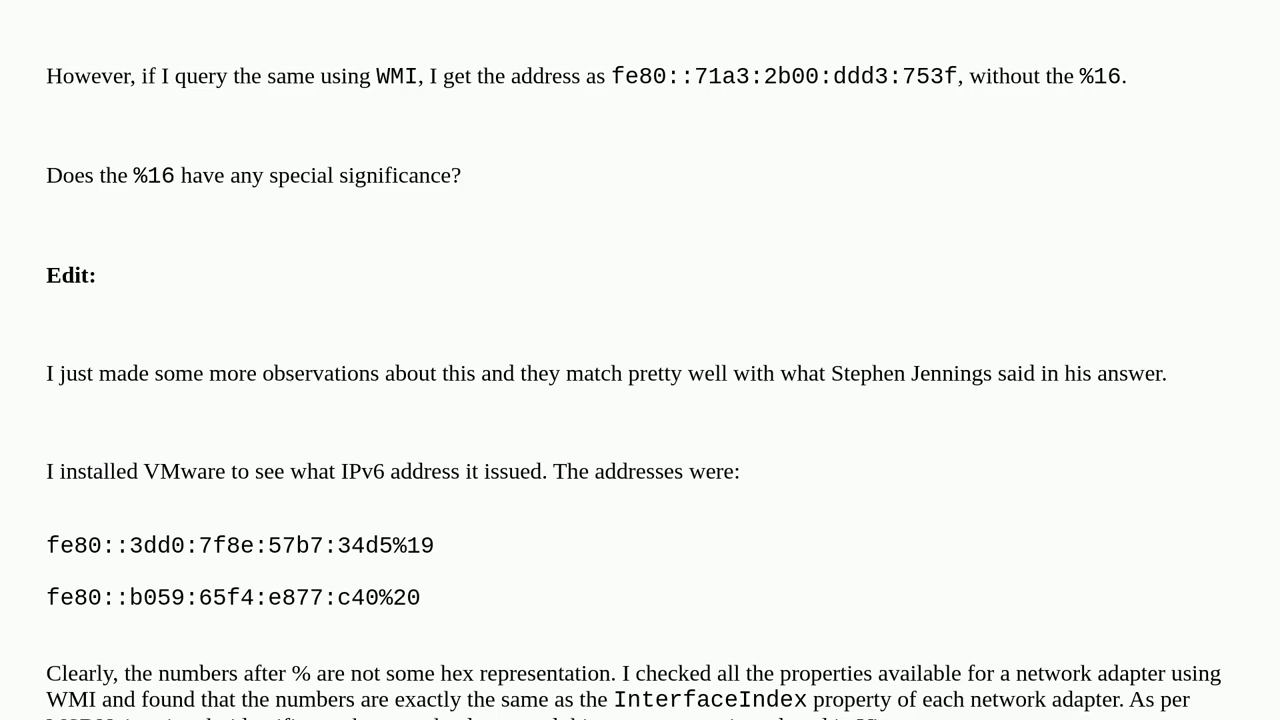 However, if I query the same using WMI, I get the address as fe80::71a3:2b00:ddd3:753f, without the %16.
Does the %16 have any special significance?
Edit:
I just made some more observations about this and they match pretty well with what Stephen Jennings said in his answer.
I installed VMware to see what IPv6 address it issued. The addresses were:
fe80::3dd0:7f8e:57b7:34d5%19
fe80::b059:65f4:e877:c40%20
Clearly, the numbers after % are not some hex representation. I checked all the properties available for a network adapter using
WMI and found that the numbers are exactly the same as the InterfaceIndex property of each network adapter. As per